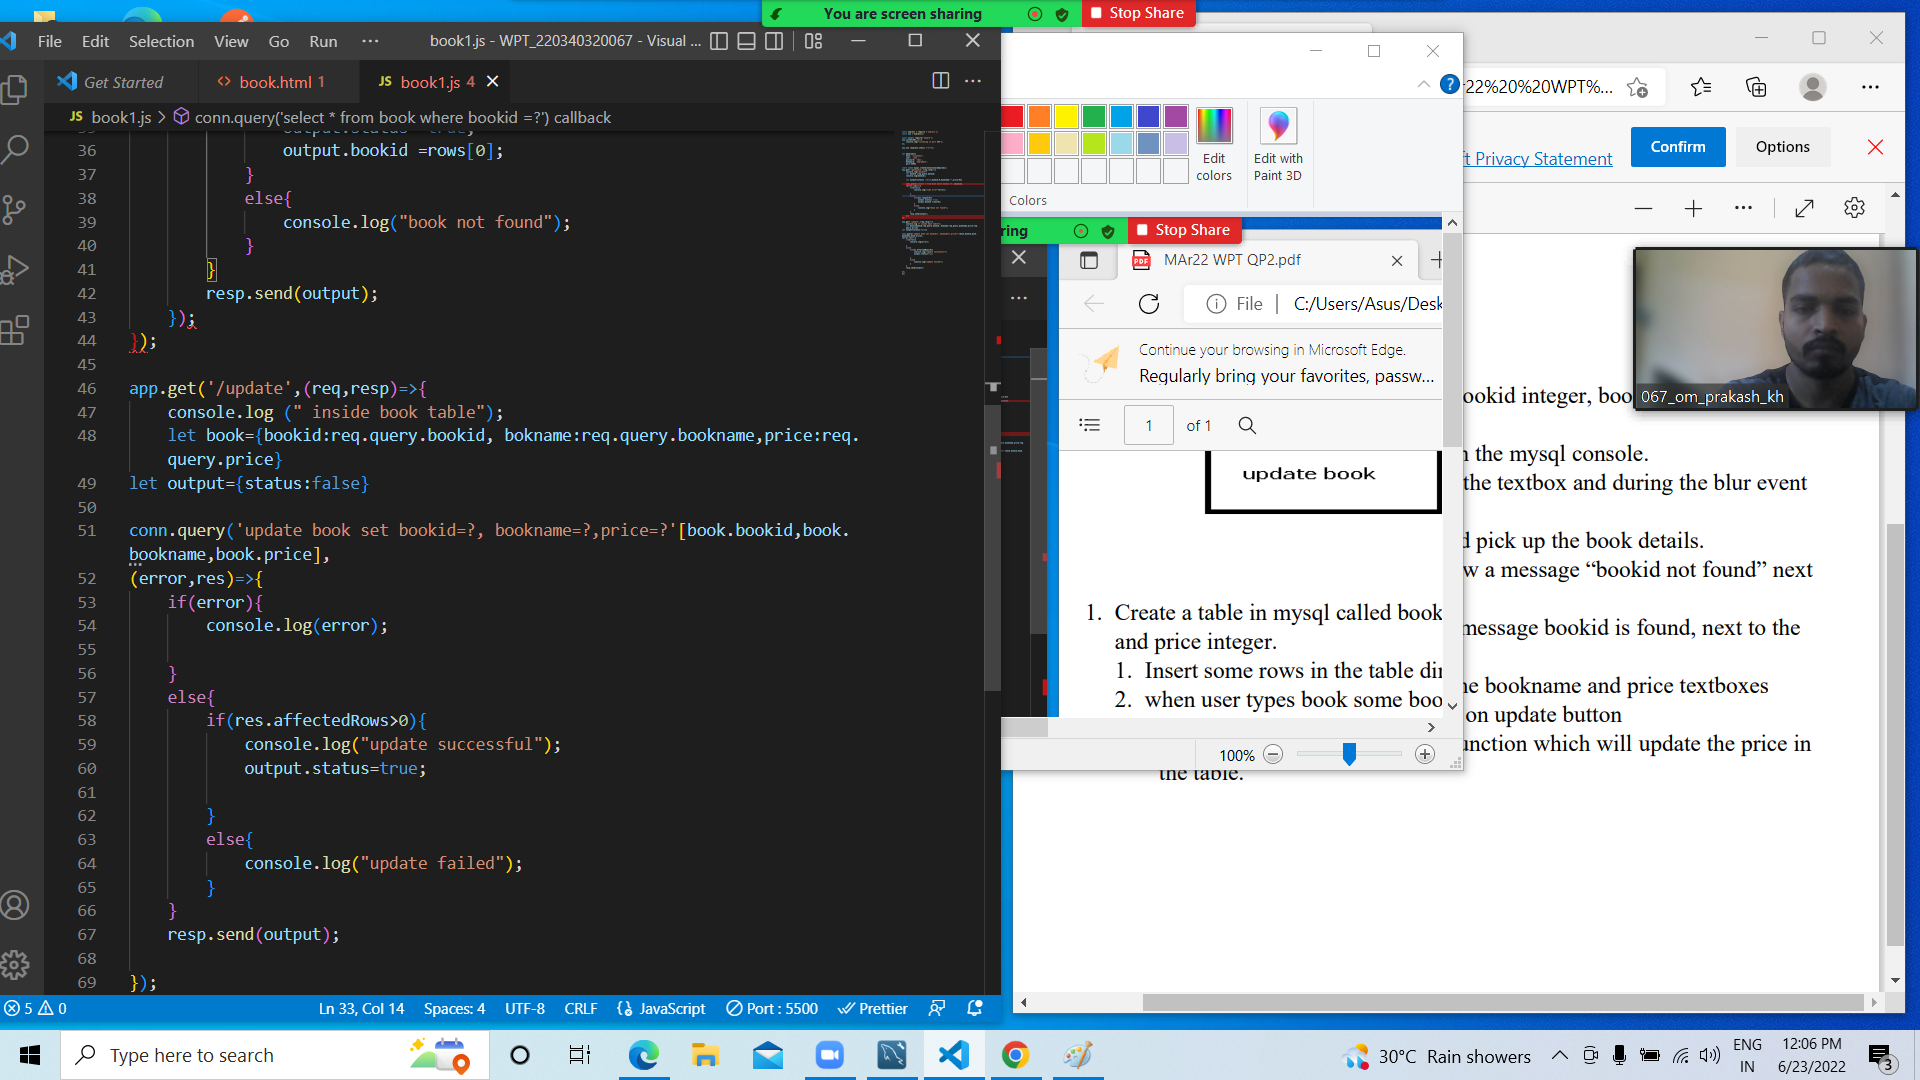 You are screen sharing
Stop Share
File Edit Selection View Go Run ···
book1.js - WPT_220340320067 - Visual ...
Get Started
<> book.html 1
JS book1.js 4
JS book1.js > conn.query('select * from book where bookid =?') callback
36 output.bookid =rows[0];
37 }
38 else{
39 console.log("book not found");
40 }
41 }
42 resp.send(output);
43 });
44 });
45
46 app.get('/update',(req,resp)=>{
47 console.log (" inside book table");
48 let book={bookid:req.query.bookid, bokname:req.query.bookname,price:req.
query.price}
49 let output={status:false}
50
51 conn.query('update book set bookid=?, bookname=?,price=?'[book.bookid,book.
bookname,book.price],
52 (error,res)=>{
53 if(error){
54 console.log(error);
55
56 }
57 else{
58 if(res.affectedRows>0){
59 console.log("update successful");
60 output.status=true;
61
62 }
63 else{
64 console.log("update failed");
65 }
66 }
67 resp.send(output);
68
69 });
5 0
Ln 33, Col 14 Spaces: 4 UTF-8 CRLF {} JavaScript Port : 5500 Prettier
Edit
colors
Edit with
Paint 3D
Colors
ring
Stop Share
PDF MAr22 WPT QP2.pdf
File | C:/Users/Asus/Desk
Continue your browsing in Microsoft Edge.
Regularly bring your favorites, passw...
1 of 1
update book
1. Create a table in mysql called book
and price integer.
1. Insert some rows in the table di
2. when user types book some boo
100%
22%20%20WPT%...
t Privacy Statement
Confirm
Options
067_om_prakash_kh
ookid integer, boo
the mysql console.
the textbox and during the blur event
pick up the book details.
w a message “bookid not found” next
message bookid is found, next to the
e bookname and price textboxes
on update button
unction which will update the price in
the table.
Type here to search
30°C Rain showers
ENG
IN
12:06 PM
6/23/2022
3